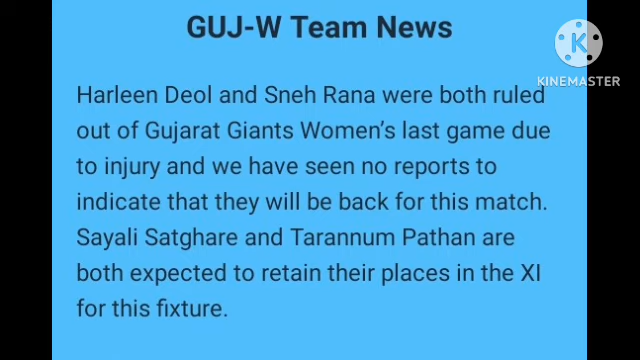 GUJ-W Team News
K
KINEMASTER
Harleen Deol and Sneh Rana were both ruled
out of Gujarat Giants Women's last game due
to injury and we have seen no reports to
indicate that they will be back for this match.
Sayali Satghare and Tarannum Pathan are
both expected to retain their places in the XI
for this fixture.